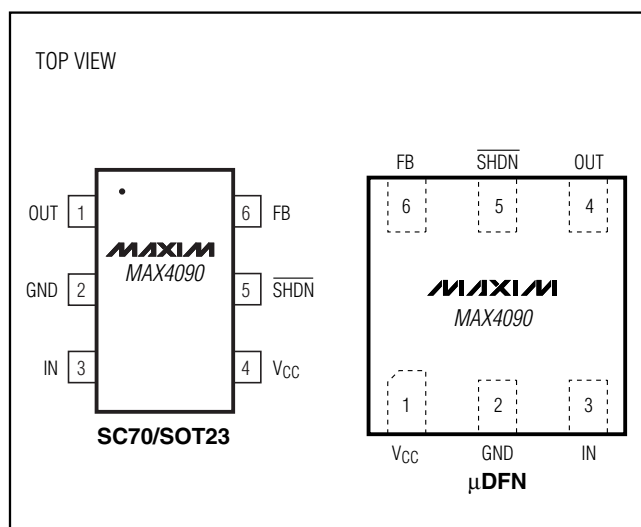 TOP VIEW
OUT 1
GND 2
IN 3
MAXIM
MAX4090
6 FB
5 SHDN
4 VCC
SC70/SOT23
FB SHDN OUT
6 5 4
MAXIM
MAX4090
1 2 3
VCC GND IN
µDFN